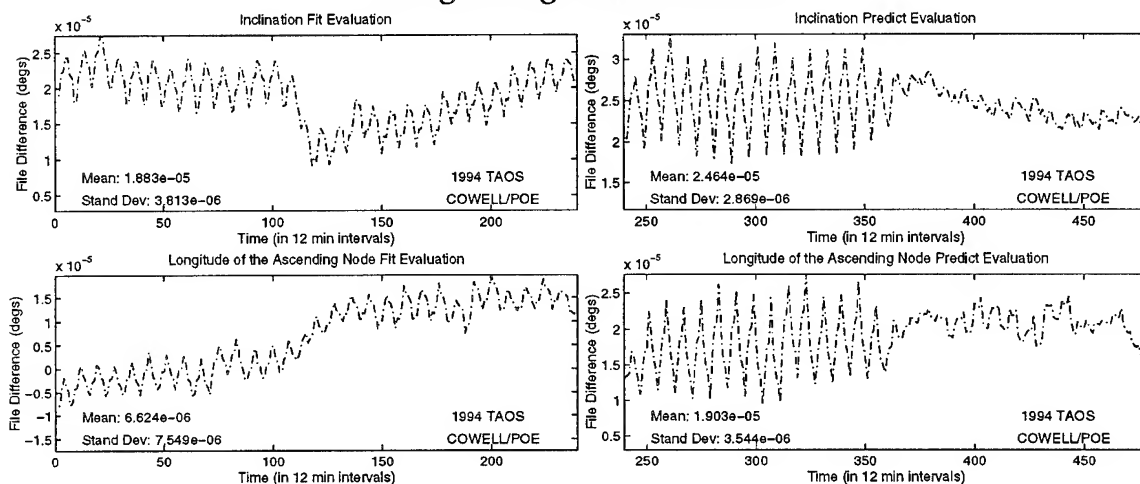 Inclination Fit Evaluation
x 10⁻⁵
2.5
2
1.5
1
0.5
File Difference (degs)
Mean: 1.883e−05
Stand Dev: 3.813e−06
1994 TAOS
COWELL/POE
0 50 100 150 200
Time (in 12 min intervals)
Inclination Predict Evaluation
x 10⁻⁵
3
2.5
2
1.5
1
File Difference (degs)
Mean: 2.464e−05
Stand Dev: 2.869e−06
1994 TAOS
COWELL/POE
250 300 350 400 450
Time (in 12 min intervals)
Longitude of the Ascending Node Fit Evaluation
x 10⁻⁵
1.5
1
0.5
0
−0.5
−1
−1.5
File Difference (degs)
Mean: 6.624e−06
Stand Dev: 7.549e−06
1994 TAOS
COWELL/POE
0 50 100 150 200
Time (in 12 min intervals)
Longitude of the Ascending Node Predict Evaluation
x 10⁻⁵
2.5
2
1.5
1
0.5
File Difference (degs)
Mean: 1.903e−05
Stand Dev: 3.544e−06
1994 TAOS
COWELL/POE
250 300 350 400 450
Time (in 12 min intervals)